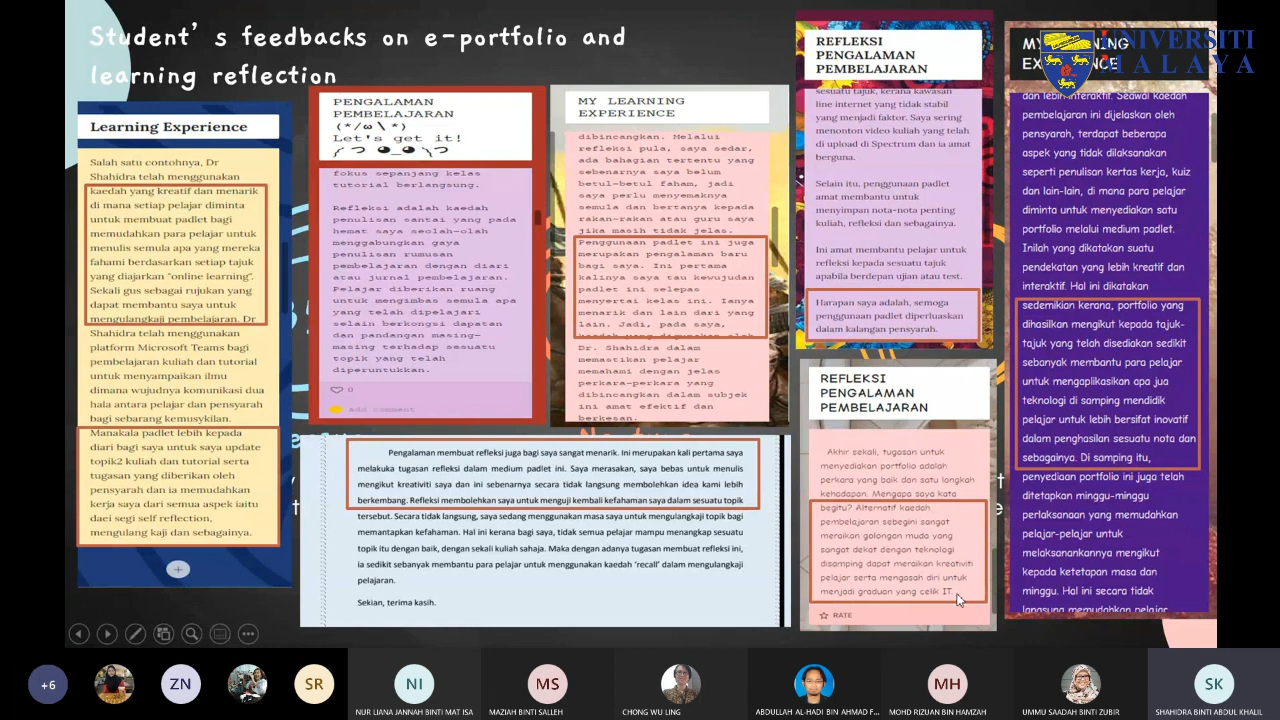 Student's feedbacks on e-portfolio and
learning reflection
UNIVERSITI
MALAYA
Learning Experience
Salah satu contohnya, Dr
Shahidra telah menggunakan
kaedah yang kreatif dan menarik
di mana setiap pelajar diminta
untuk membuat padlet bagi
memudahkan para pelajar untuk
menulis semula apa yang mereka
fahami berdasarkan setiap tajuk
yang diajarkan "online learning".
Sekali gus sebagai rujukan yang
dapat membantu saya untuk
mengulangkaji pembelajaran. Dr
Shahidra telah menggunakan
platform Microsoft Teams bagi
pembelajaran kuliah dan tutorial
untuk menyampaikan ilmu
dimana wujudnya komunikasi dua
hala antara pelajar dan pensyarah
bagi sebarang kemusykilan.
Manakala padlet lebih kepada
diari bagi saya untuk saya update
topik2 kuliah dan tutorial serta
tugasan yang diberikan oleh
pensyarah dan ia memudahkan
kerja saya dari semua aspek iaitu
daei segi self reflection,
mengulang kaji dan sebagainya.
PENGALAMAN
PEMBELAJARAN
(*/ω\*)
Let's get it!
fokus sepanjang kelas
tutorial berlangsung.
Refleksi adalah kaedah
penulisan santai yang pada
hemat saya seolah-olah
menggabungkan gaya
penulisan rumusan
pembelajaran dengan diari
atau jurnal pembelajaran.
Pelajar diberikan ruang
untuk mengimbas semula apa
yang telah dipelajari
selain berkongsi dapatan
dan pandangan masing-
masing terhadap sesuatu
topik yang telah
diperuntukkan.
0
add comment
MY LEARNING
EXPERIENCE
dibincangkan. Melalui
refleksi pula, saya sedar,
ada bahagian tertentu yang
sebenarnya saya belum
betul-betul faham, jadi
saya perlu menyemaknya
semula dan bertanya kepada
rakan-rakan atau guru saya
jika masih tidak jelas.
Penggunaan padlet ini juga
merupakan pengalaman baru
bagi saya. Ini pertama
kalinya saya tau kewujudan
padlet ini selepas
menyertai kelas ini. Ianya
menarik dan lain dari yang
lain. Jadi, pada saya,
Dr. Shahidra dalam
memastikan pelajar
memahami dengan jelas
perkara-perkara yang
dibincangkan dalam subjek
ini amat efektif dan
berkesan.
Pengalaman membuat refleksi juga bagi saya sangat menarik. Ini merupakan kali pertama saya
melakuka tugasan refleksi dalam medium padlet ini. Saya merasakan, saya bebas untuk menulis
mengikut kreativiti saya dan ini sebenarnya secara tidak langsung membolehkan idea kami lebih
berkembang. Refleksi membolehkan saya untuk menguji kembali kefahaman saya dalam sesuatu topik
tersebut. Secara tidak langsung, saya sedang menggunakan masa saya untuk mengulangkaji topik bagi
memantapkan kefahaman. Hal ini kerana bagi saya, tidak semua pelajar mampu menangkap sesuatu
topik itu dengan baik, dengan sekali kuliah sahaja. Maka dengan adanya tugasan membuat refleksi ini,
ia sedikit sebanyak membantu para pelajar untuk menggunakan kaedah 'recall' dalam mengulangkaji
pelajaran.
Sekian, terima kasih.
REFLEKSI
PENGALAMAN
PEMBELAJARAN
sesuatu tajuk, kerana kawasan
line internet yang tidak stabil
yang menjadi faktor. Saya sering
menonton video kuliah yang telah
di upload di Spectrum dan ia amat
berguna.
Selain itu, penggunaan padlet
amat membantu untuk
menyimpan nota-nota penting
kuliah, refleksi dan sebagainya.
Ini amat membantu pelajar untuk
refleksi kepada sesuatu tajuk
apabila berdepan ujian atau test.
Harapan saya adalah, semoga
penggunaan padlet diperluaskan
dalam kalangan pensyarah.
REFLEKSI
PENGALAMAN
PEMBELAJARAN
Akhir sekali, tugasan untuk
menyediakan portfolio adalah
perkara yang baik dan satu langkah
kehadapan. Mengapa saya kata
begitu? Alternatif kaedah
pembelajaran sebegini sangat
meraikan golongan muda yang
sangat dekat dengan teknologi
disamping dapat meraikan kreativiti
pelajar serta mengasah diri untuk
menjadi graduan yang celik IT.
RATE
dan lebih interaktif. Seawal kaedah
pembelajaran ini dijelaskan oleh
pensyarah, terdapat beberapa
aspek yang tidak dilaksanakan
seperti penulisan kertas kerja, kuiz
dan lain-lain, di mana para pelajar
diminta untuk menyediakan satu
portfolio melalui medium padlet.
Inilah yang dikatakan suatu
pendekatan yang lebih kreatif dan
interaktif. Hal ini dikatakan
sedemikian kerana, portfolio yang
dihasilkan mengikut kepada tajuk-
tajuk yang telah disediakan sedikit
sebanyak membantu para pelajar
untuk mengaplikasikan apa jua
teknologi di samping mendidik
pelajar untuk lebih bersifat inovatif
dalam penghasilan sesuatu nota dan
sebagainya. Di samping itu,
penyediaan portfolio ini juga telah
ditetapkan minggu-minggu
perlaksanaan yang memudahkan
pelajar-pelajar untuk
melaksanankannya mengikut
kepada ketetapan masa dan
minggu. Hal ini secara tidak
langsung memudahkan pelajar
+6
ZN
SR
NI
MS
MH
SK
NUR LIANA JANNAH BINTI MAT ISA
MAZIAH BINTI SALLEH
CHONG WU LING
ABDULLAH AL-HADI BIN AHMAD F...
MOHD RIZUAN BIN HAMZAH
UMMU SAADAH BINTI ZUBIR
SHAHIDRA BINTI ABDUL KHALIL